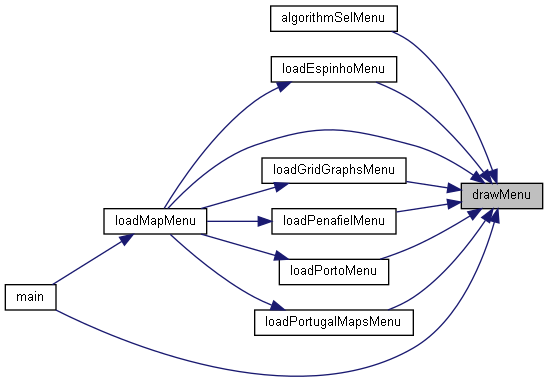 algorithmSelMenu
loadEspinhoMenu
loadGridGraphsMenu
drawMenu
loadMapMenu
loadPenafielMenu
loadPortoMenu
main
loadPortugalMapsMenu